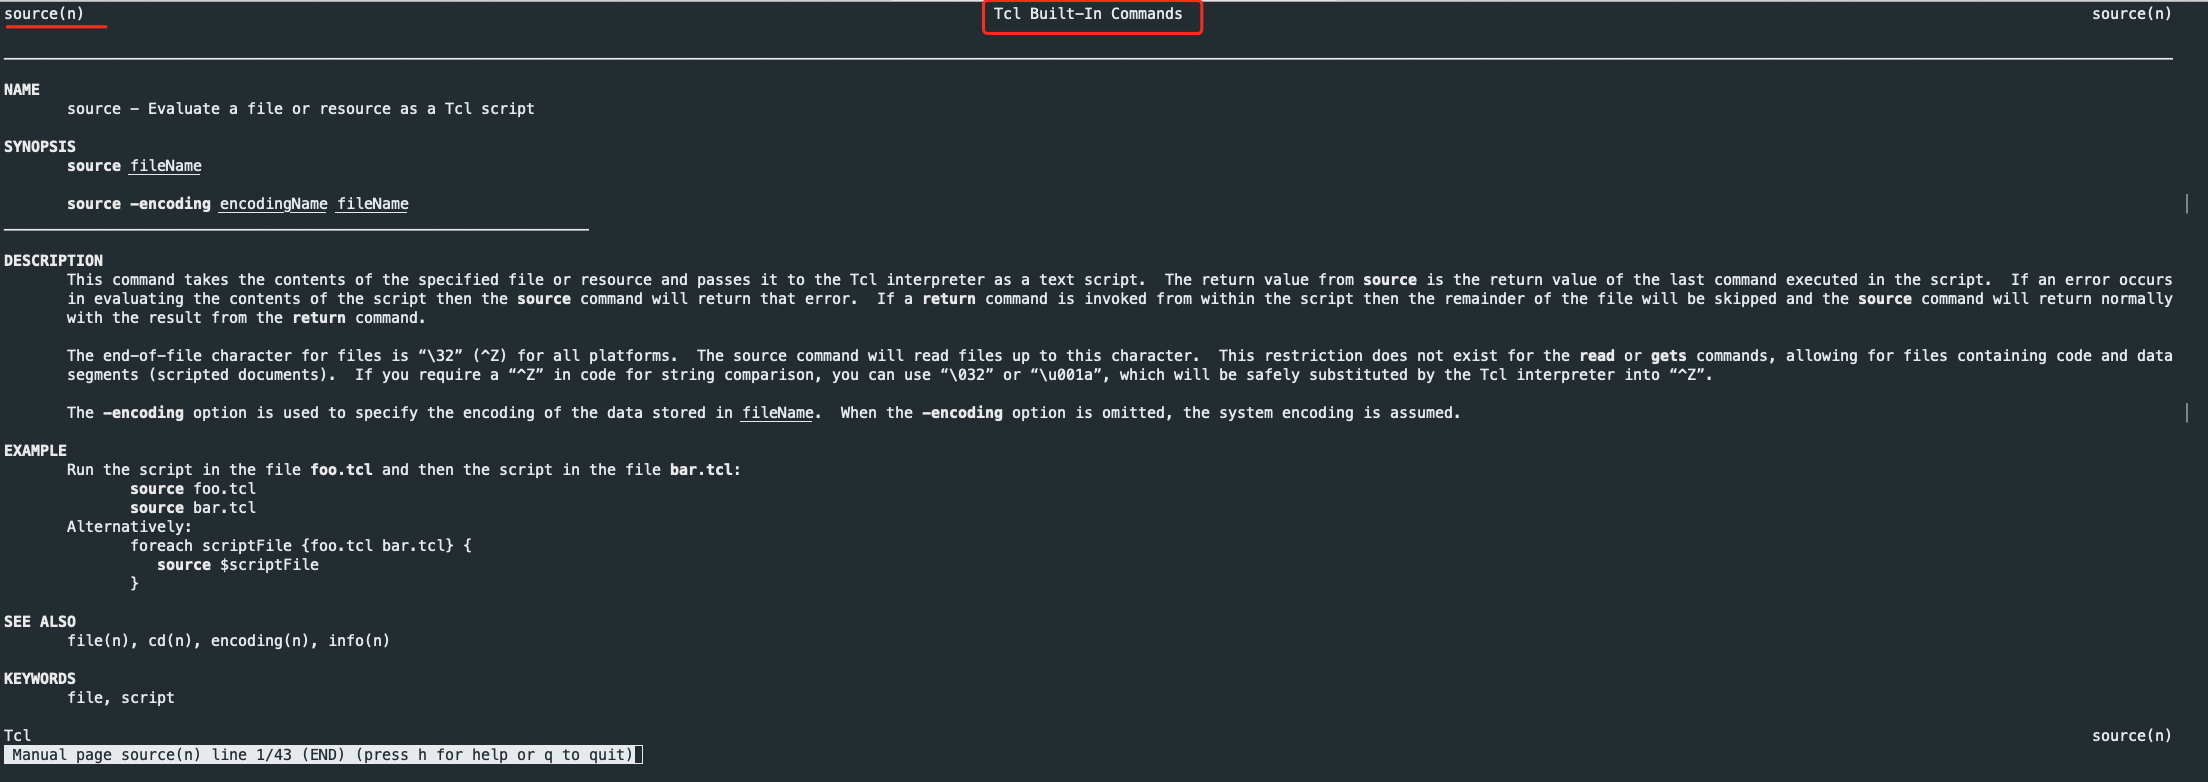 source(n) Tcl Built-In Commands source(n)
NAME
source - Evaluate a file or resource as a Tcl script
SYNOPSIS
source fileName
source -encoding encodingName fileName
DESCRIPTION
This command takes the contents of the specified file or resource and passes it to the Tcl interpreter as a text script.  The return value from source is the return value of the last command executed in the script.  If an error occurs
in evaluating the contents of the script then the source command will return that error.  If a return command is invoked from within the script then the remainder of the file will be skipped and the source command will return normally
with the result from the return command.
The end-of-file character for files is “\32” (^Z) for all platforms.  The source command will read files up to this character.  This restriction does not exist for the read or gets commands, allowing for files containing code and data
segments (scripted documents).  If you require a “^Z” in code for string comparison, you can use “\032” or “\u001a”, which will be safely substituted by the Tcl interpreter into “^Z”.
The -encoding option is used to specify the encoding of the data stored in fileName.  When the -encoding option is omitted, the system encoding is assumed.
EXAMPLE
Run the script in the file foo.tcl and then the script in the file bar.tcl:
source foo.tcl
source bar.tcl
Alternatively:
foreach scriptFile {foo.tcl bar.tcl} {
source $scriptFile
}
SEE ALSO
file(n), cd(n), encoding(n), info(n)
KEYWORDS
file, script
Tcl source(n)
Manual page source(n) line 1/43 (END) (press h for help or q to quit)